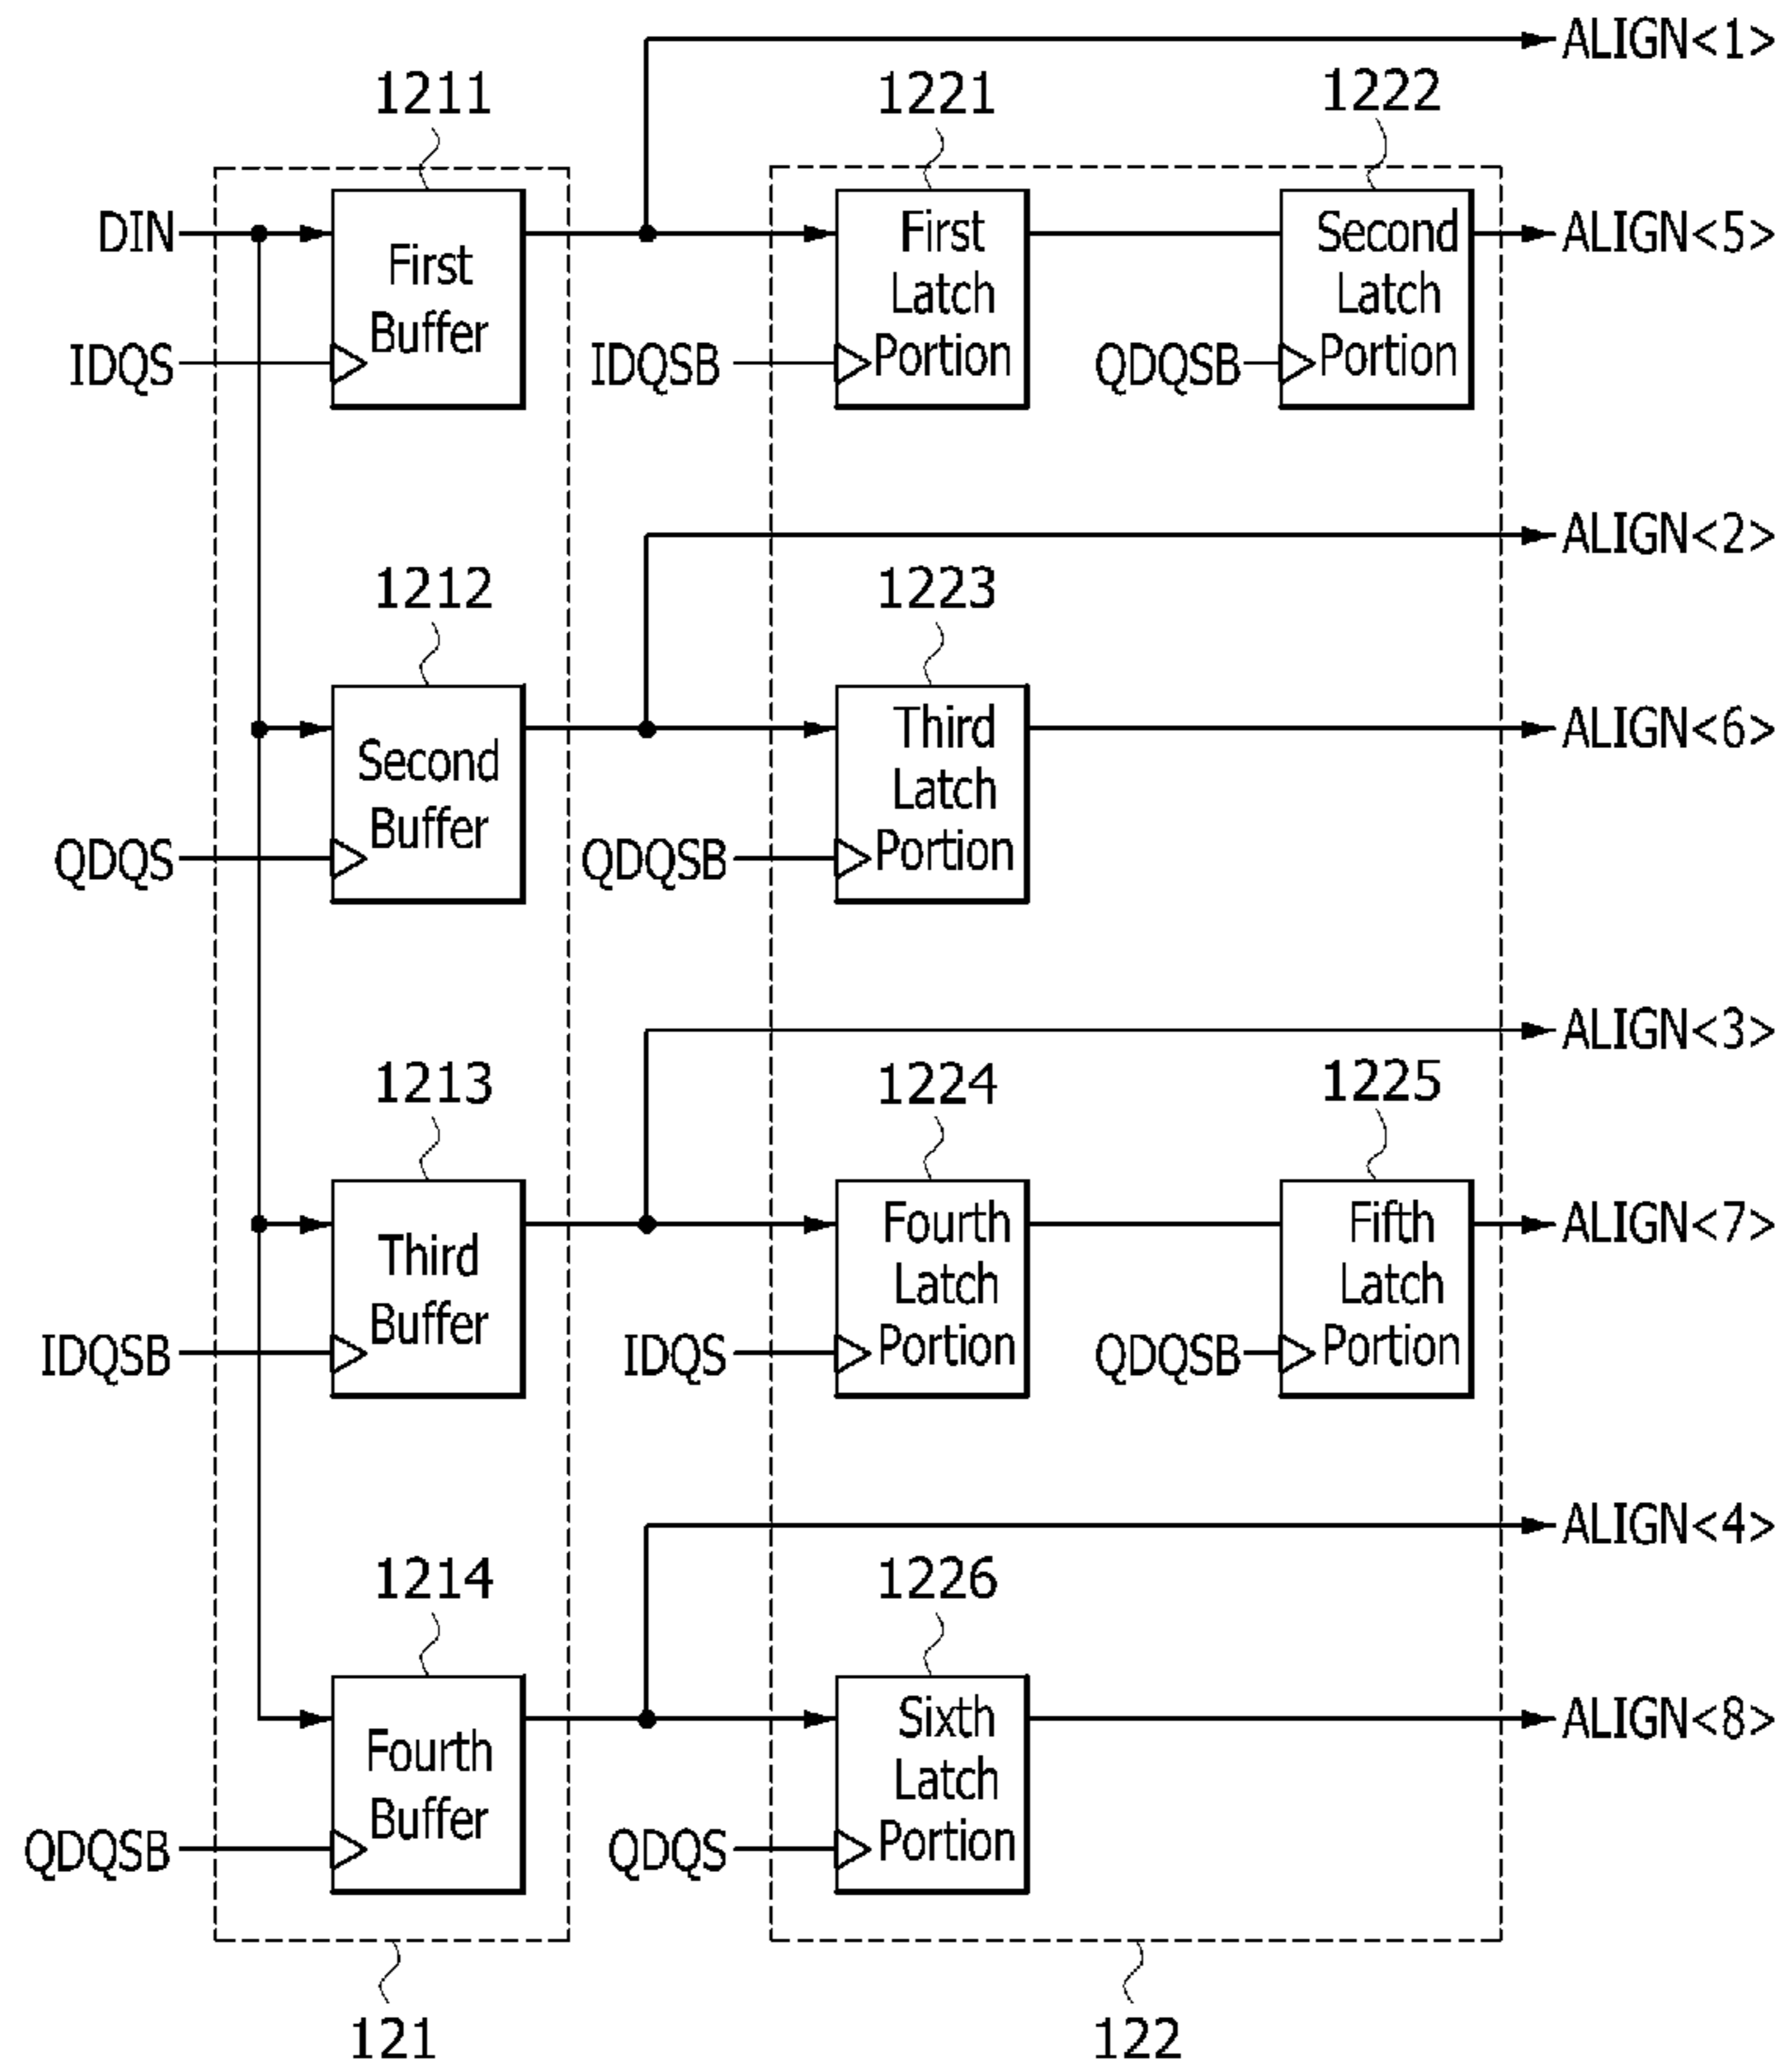 ALIGN<1>
1211
1221
1222
DIN
First
Buffer
IDQS
First
Latch
Portion
IDQSB
Second
Latch
Portion
QDQSB
ALIGN<5>
ALIGN<2>
1212
1223
Second
Buffer
QDQS
Third
Latch
Portion
QDQSB
ALIGN<6>
ALIGN<3>
1213
1224
1225
Third
Buffer
IDQSB
Fourth
Latch
Portion
IDQS
Fifth
Latch
Portion
QDQSB
ALIGN<7>
ALIGN<4>
1214
1226
Fourth
Buffer
QDQSB
Sixth
Latch
Portion
QDQS
ALIGN<8>
121
122